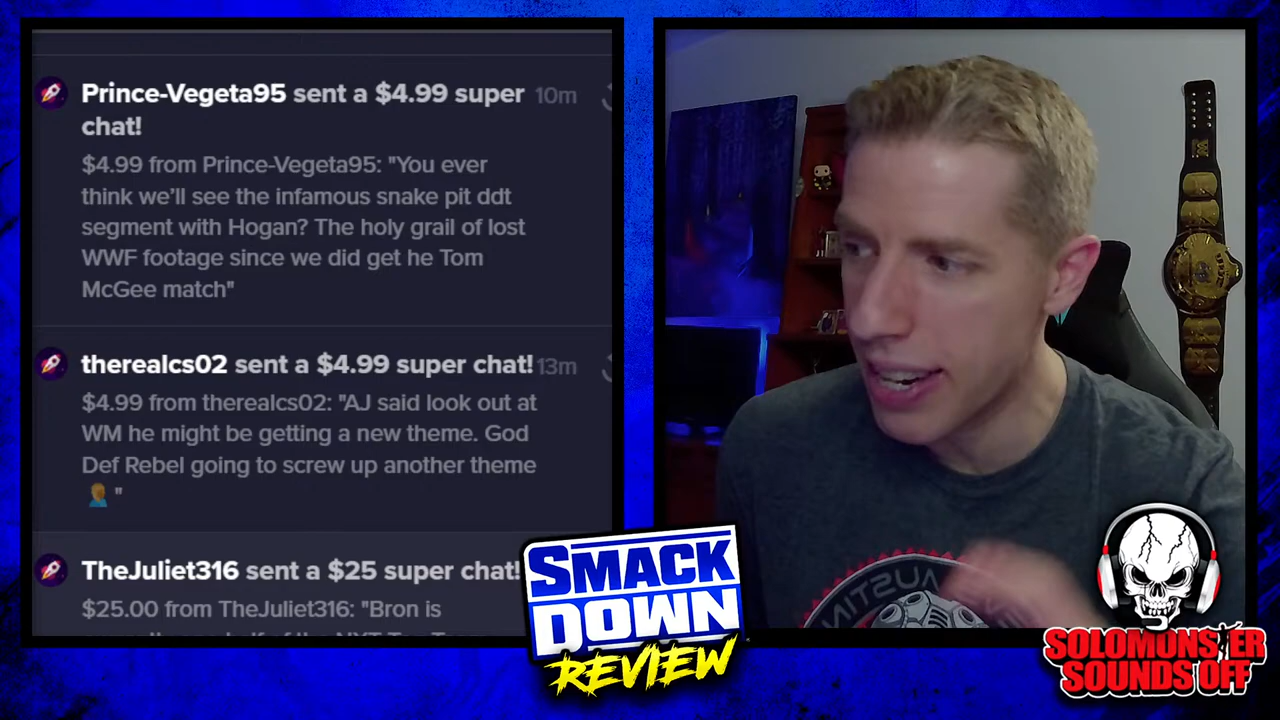 Prince-Vegeta95 sent a $4.99 super chat! 10m
$4.99 from Prince-Vegeta95: "You ever
think we'll see the infamous snake pit ddt
segment with Hogan? The holy grail of lost
WWF footage since we did get he Tom
McGee match"
therealcs02 sent a $4.99 super chat! 13m
$4.99 from therealcs02: "AJ said look out at
WM he might be getting a new theme. God
Def Rebel going to screw up another theme
🤦 "
TheJuliet316 sent a $25 super chat!
$25.00 from TheJuliet316: "Bron is
SMACK
DOWN
REVIEW
AUSTIN
SOLOMONSTER
SOUNDS OFF